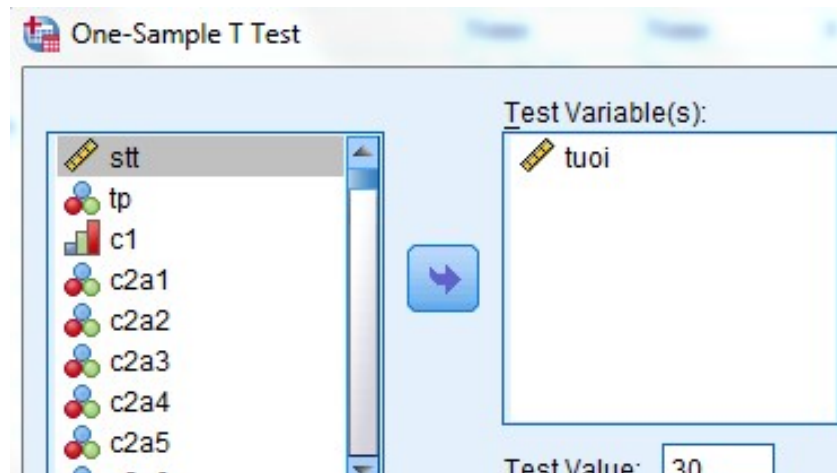 One-Sample T Test
Test Variable(s):
stt
tp
c1
c2a1
c2a2
c2a3
c2a4
c2a5
tuoi
Test Value: 30